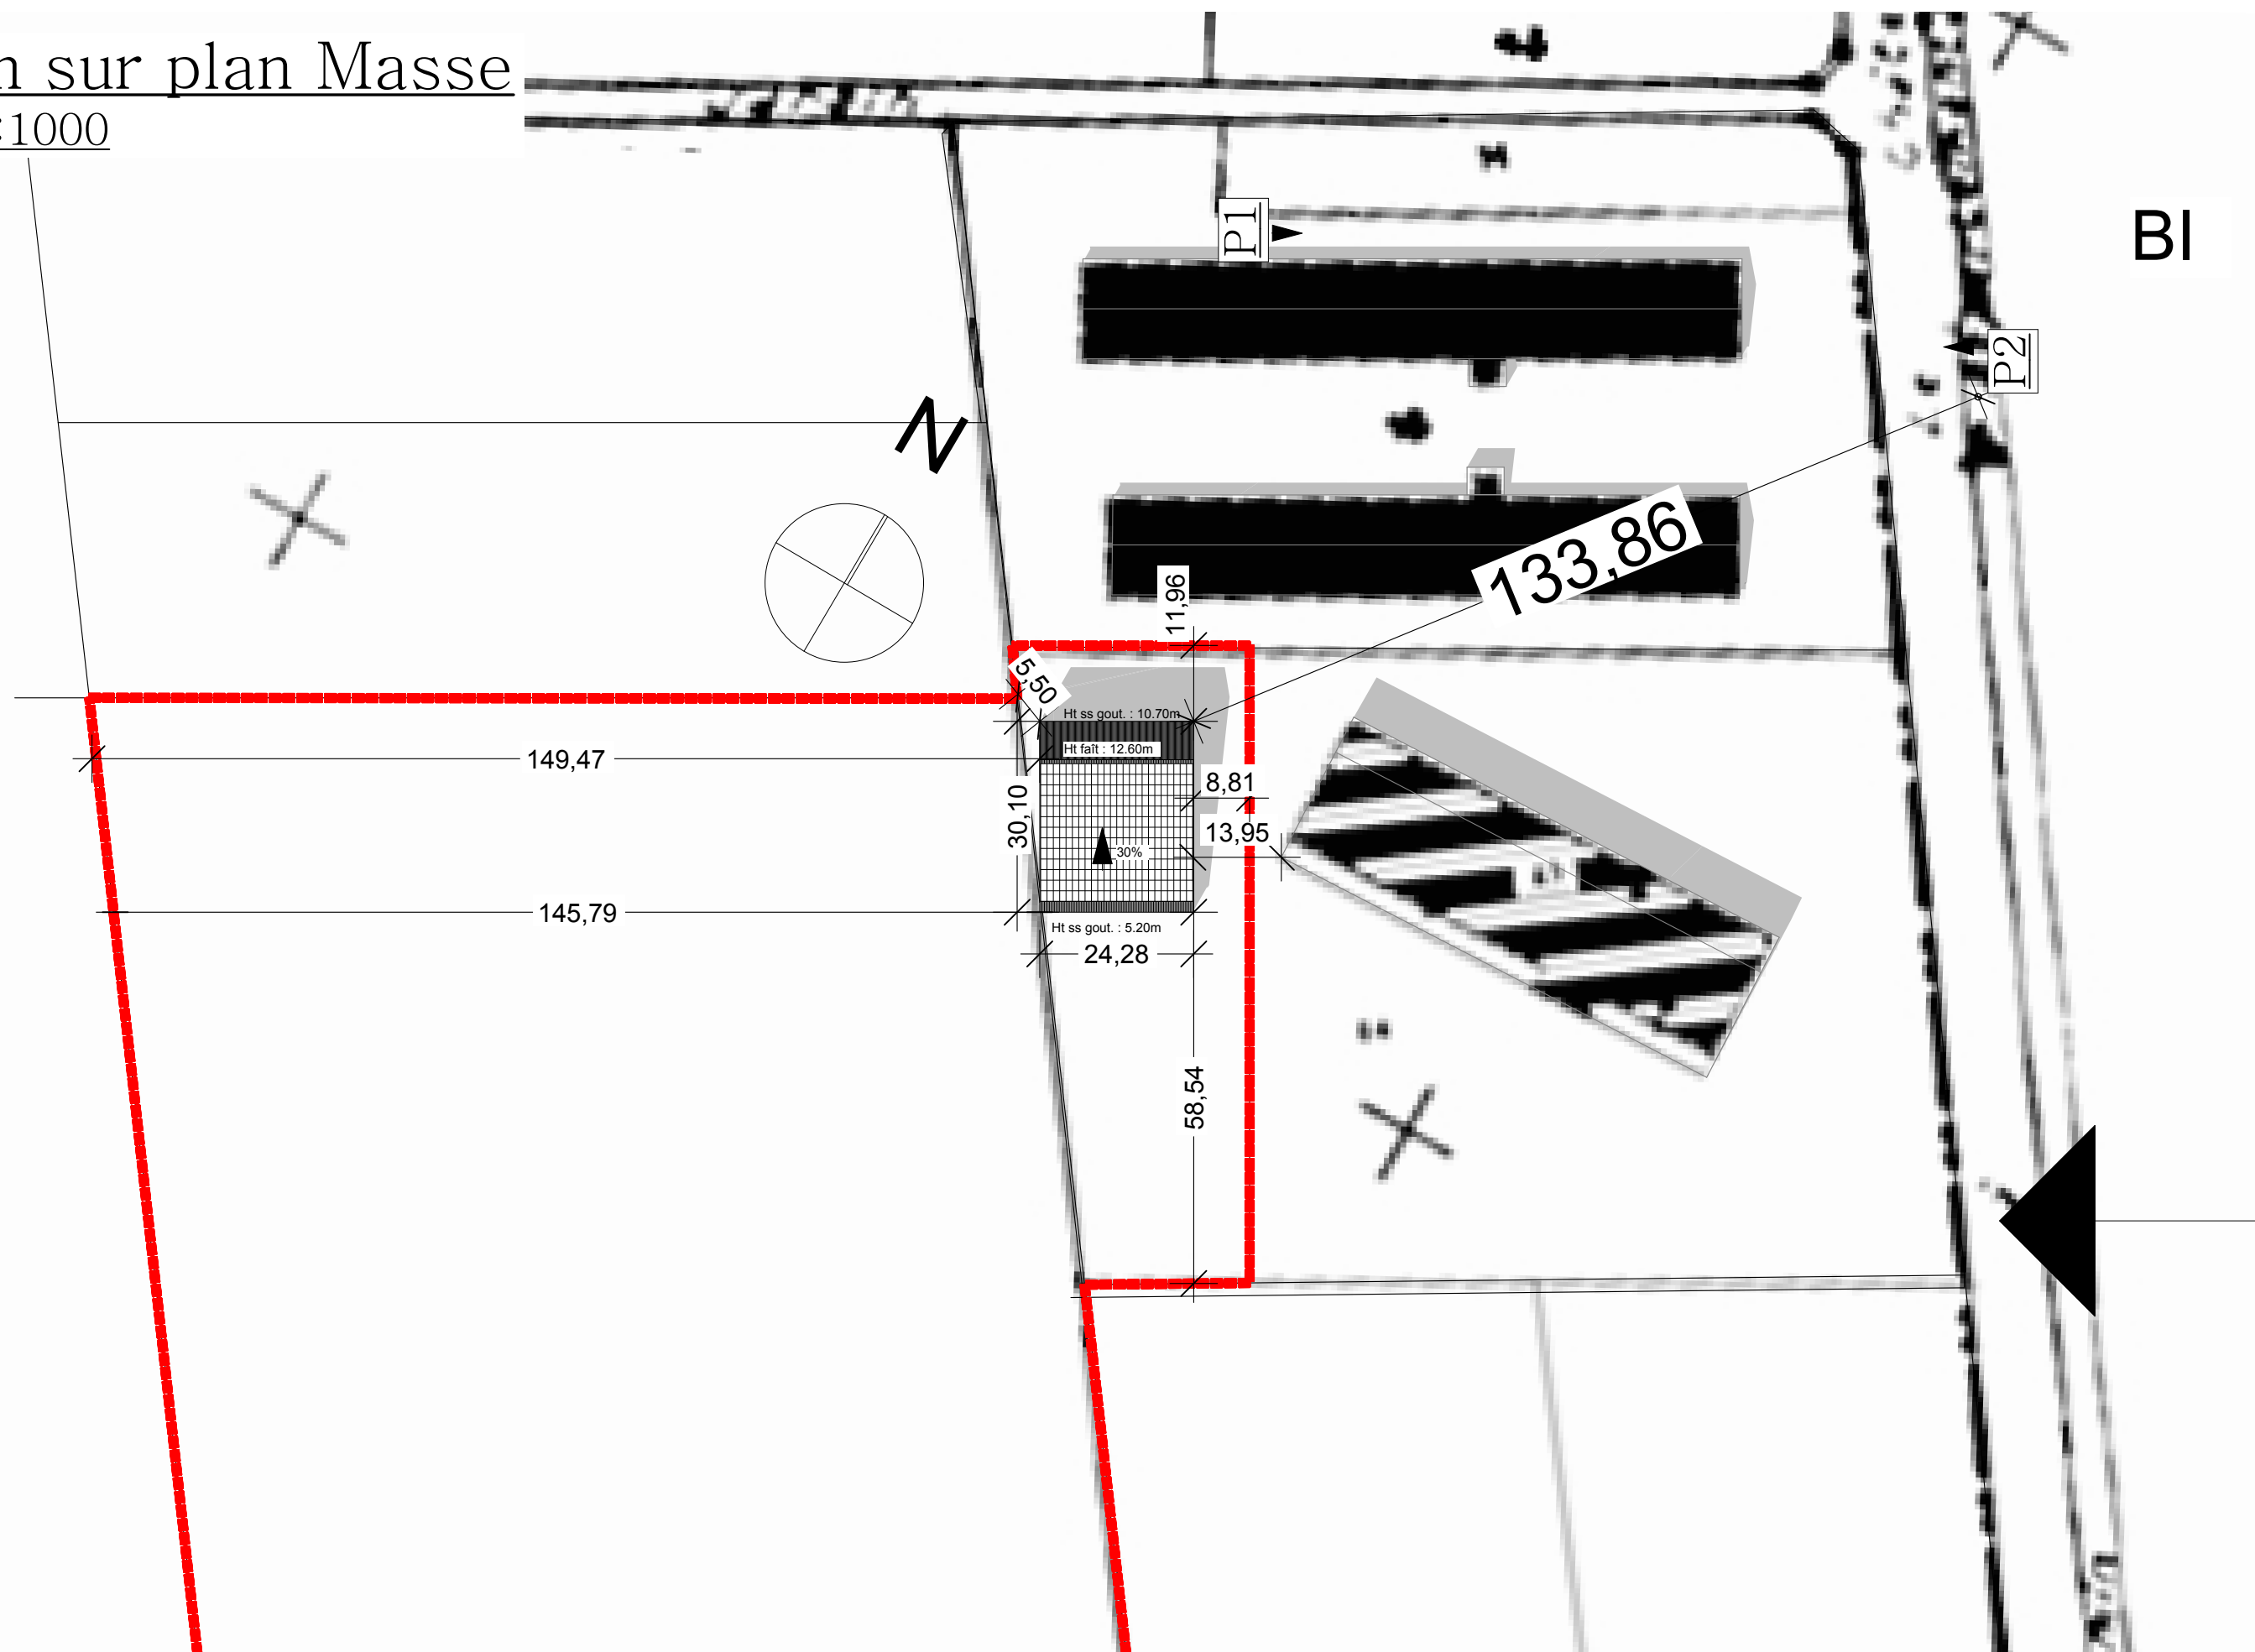 n sur plan Masse
:1000
BI
P1
P2
N
133,86
11,96
5,50
Ht ss gout. : 10.70m
Ht faît : 12.60m
149,47
8,81
30,10
13,95
30%
145,79
Ht ss gout. : 5.20m
24,28
58,54